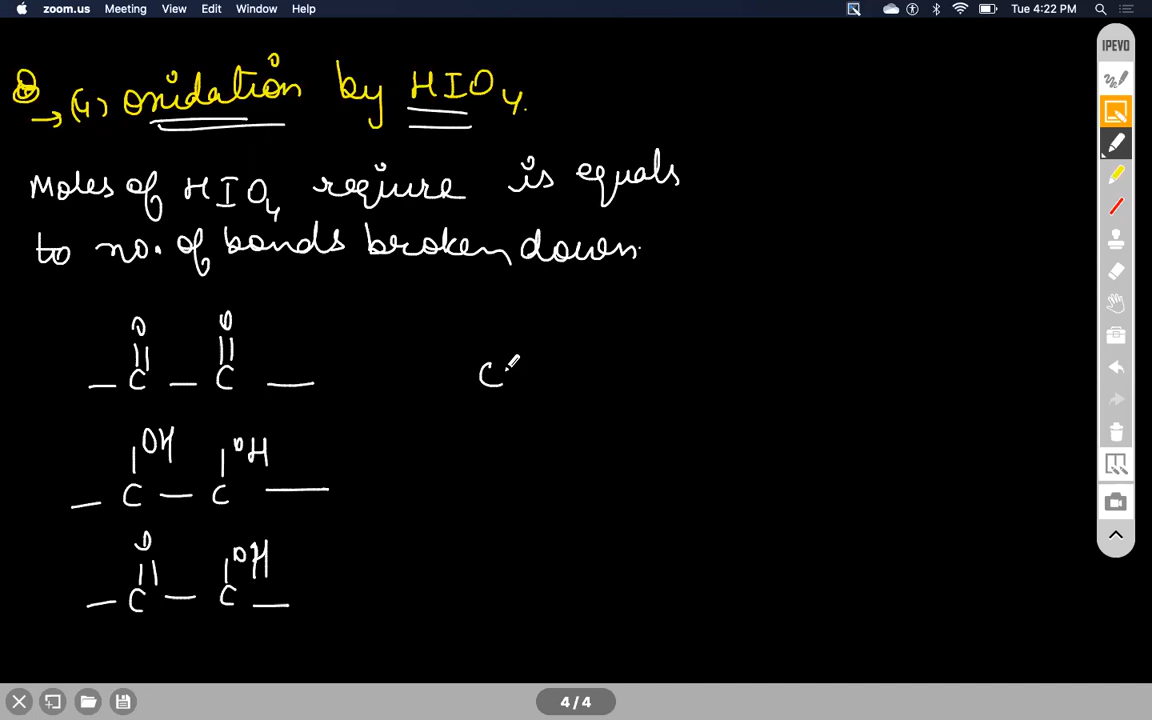 zoom.us Meeting View Edit Window Help Tue 4:22 PM
IPEVO
→ (4) oxidation by HIO4.
Moles of HIO4 require is equals
to no. of bonds broken down.
O O
— C — C —
OH OH
— C — C —
O OH
— C — C —
C
4 / 4